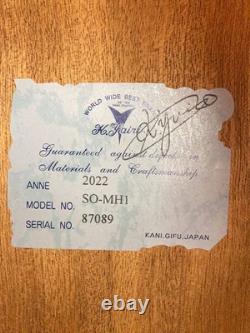 WORLD WIDE BEST
K. Yairi
Guaranteed against defects in
Materials and Craftsmanship
ANNE 2022
MODEL NO. SO-MH1
SERIAL NO. 87089
KANI, GIFU, JAPAN